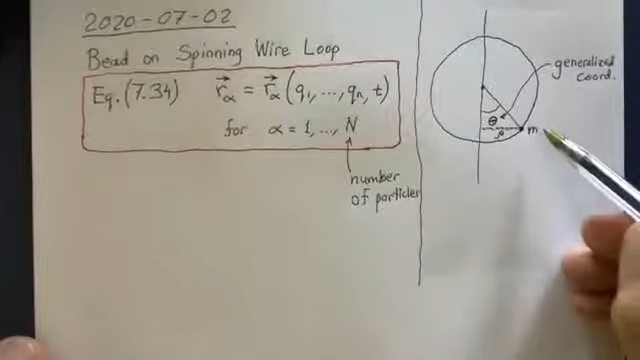 2020-07-02
Bead on Spinning Wire Loop
Eq. (7.34) r⃗α = r⃗α (q1, ..., qn, t)
for α = 1, ..., N
number
of particles
generalized
coord.
θ
ρ
m